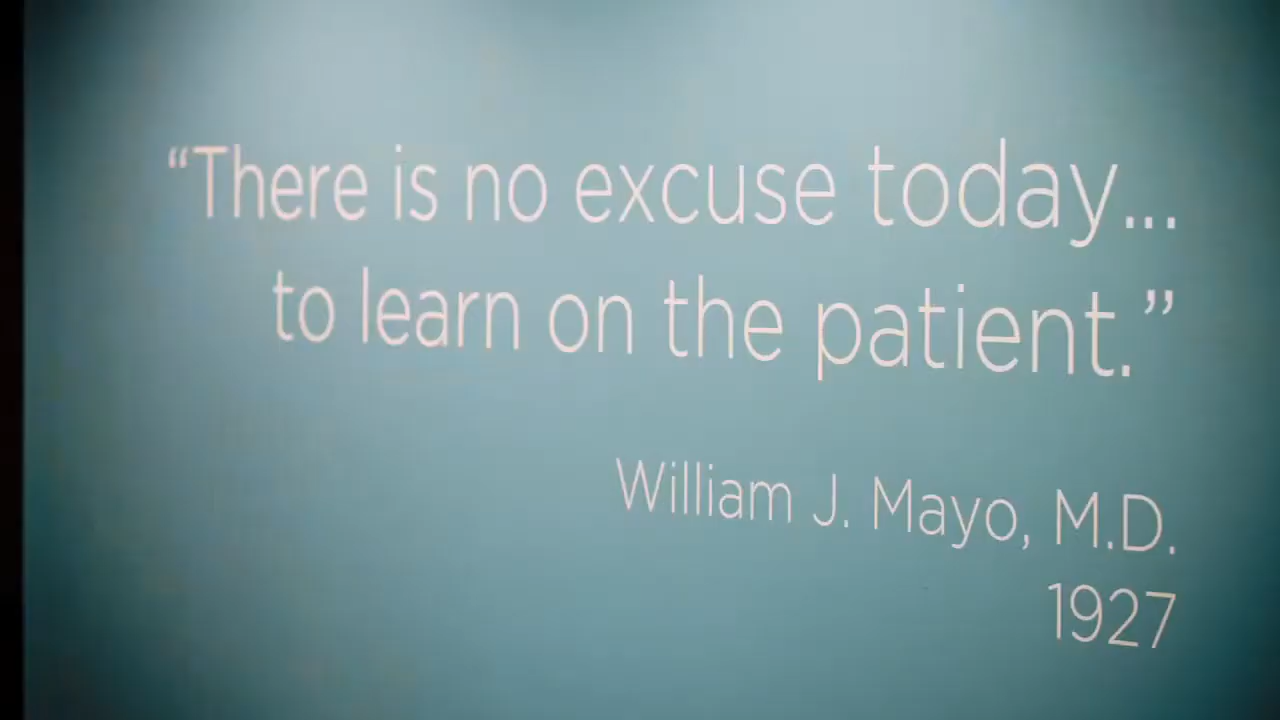 “There is no excuse today...
to learn on the patient.”
William J. Mayo, M.D.
1927